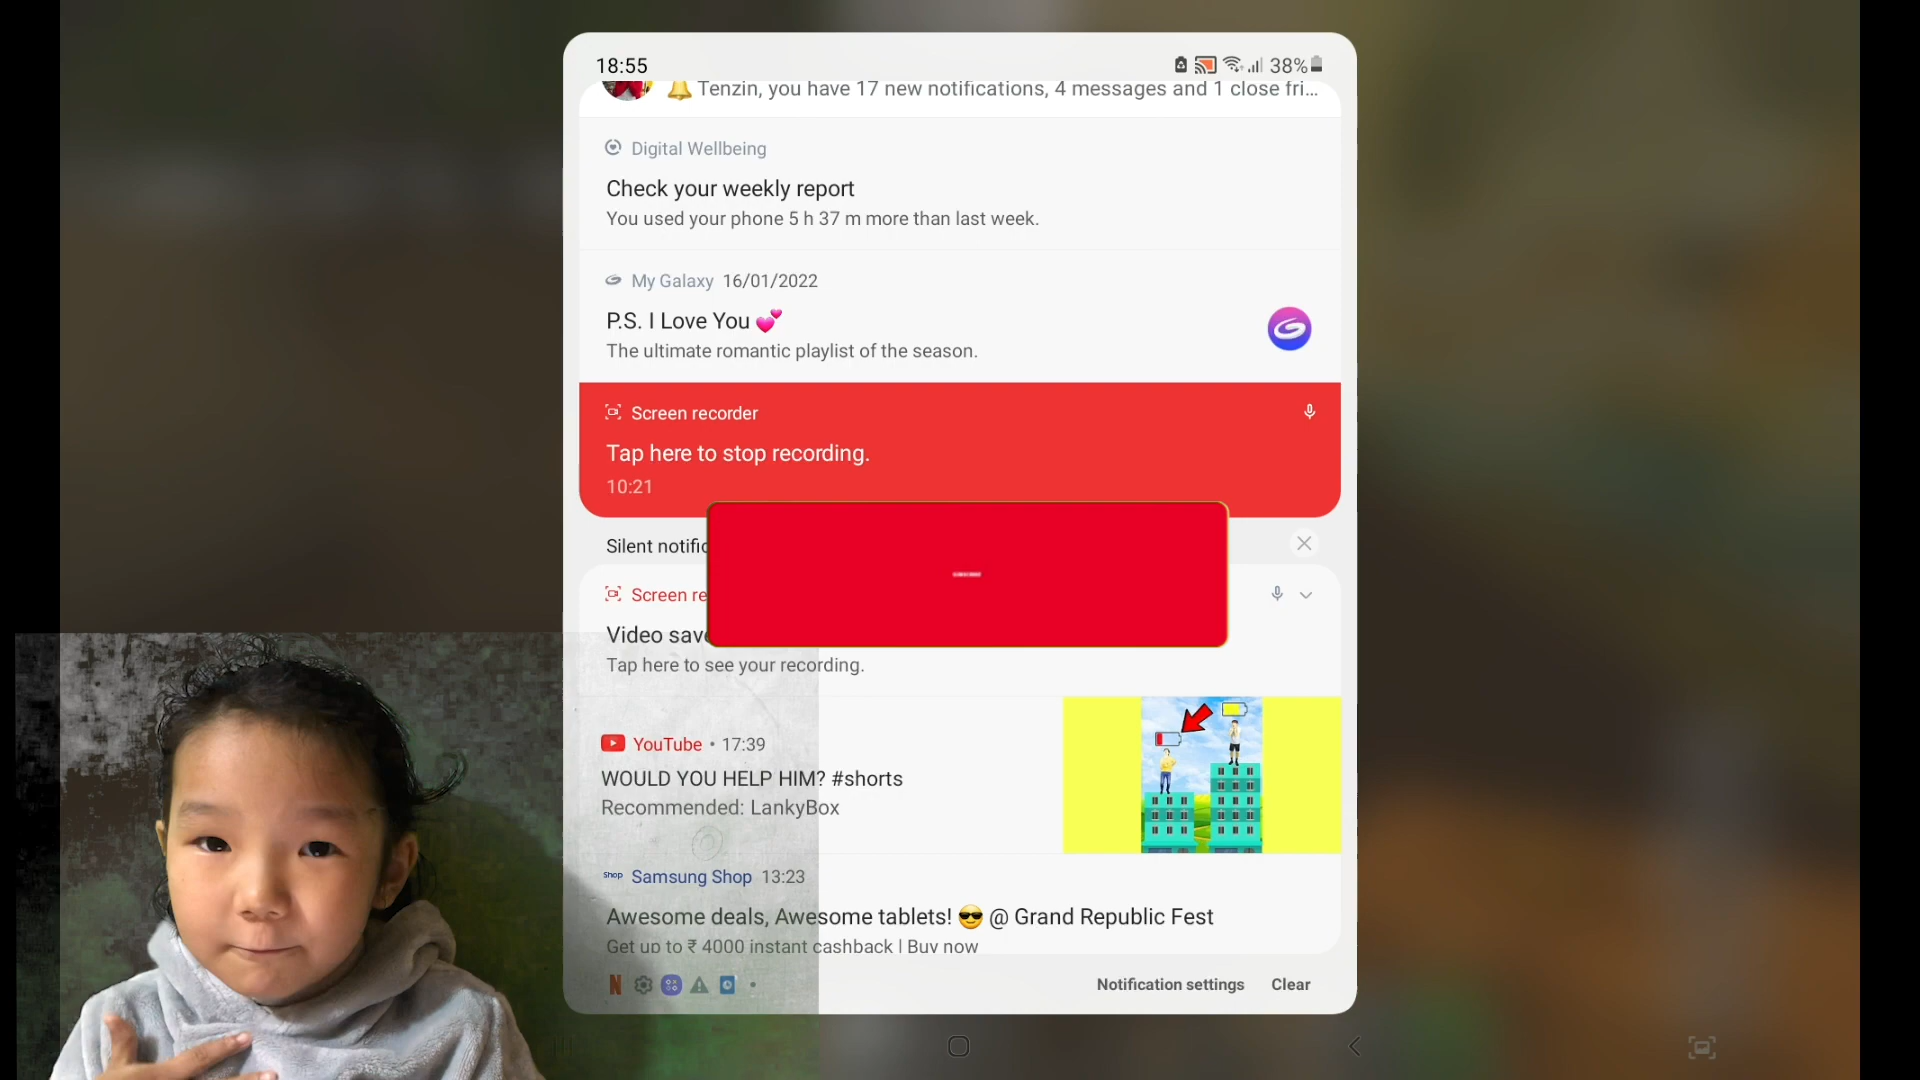 18:55
38%
🔔 Tenzin, you have 17 new notifications, 4 messages and 1 close fri...
Digital Wellbeing
Check your weekly report
You used your phone 5 h 37 m more than last week.
My Galaxy 16/01/2022
P.S. I Love You 💕
The ultimate romantic playlist of the season.
Screen recorder
Tap here to stop recording.
10:21
Silent notific
Screen re
Video save
Tap here to see your recording.
YouTube • 17:39
WOULD YOU HELP HIM? #shorts
Recommended: LankyBox
Shop Samsung Shop 13:23
Awesome deals, Awesome tablets! 😎 @ Grand Republic Fest
Get up to ₹ 4000 instant cashback | Buy now
Notification settings Clear